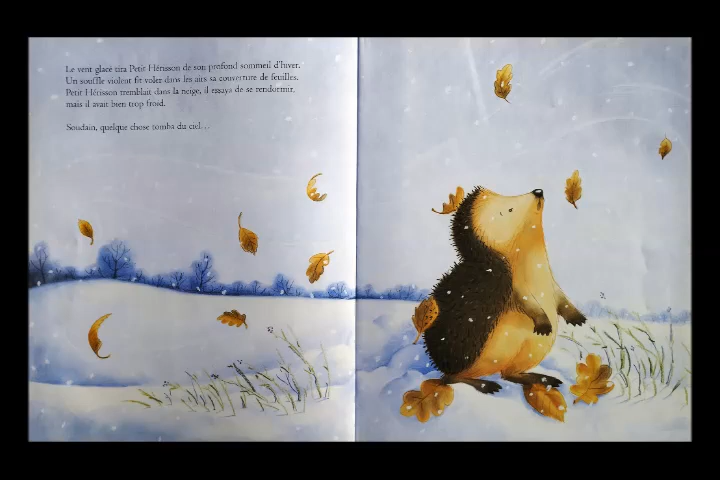 Le vent glacé tira Petit Hérisson de son profond sommeil d'hiver.
Un souffle violent fit voler dans les airs sa couverture de feuilles.
Petit Hérisson tremblait dans la neige, il essaya de se rendormir,
mais il avait bien trop froid.
Soudain, quelque chose tomba du ciel...